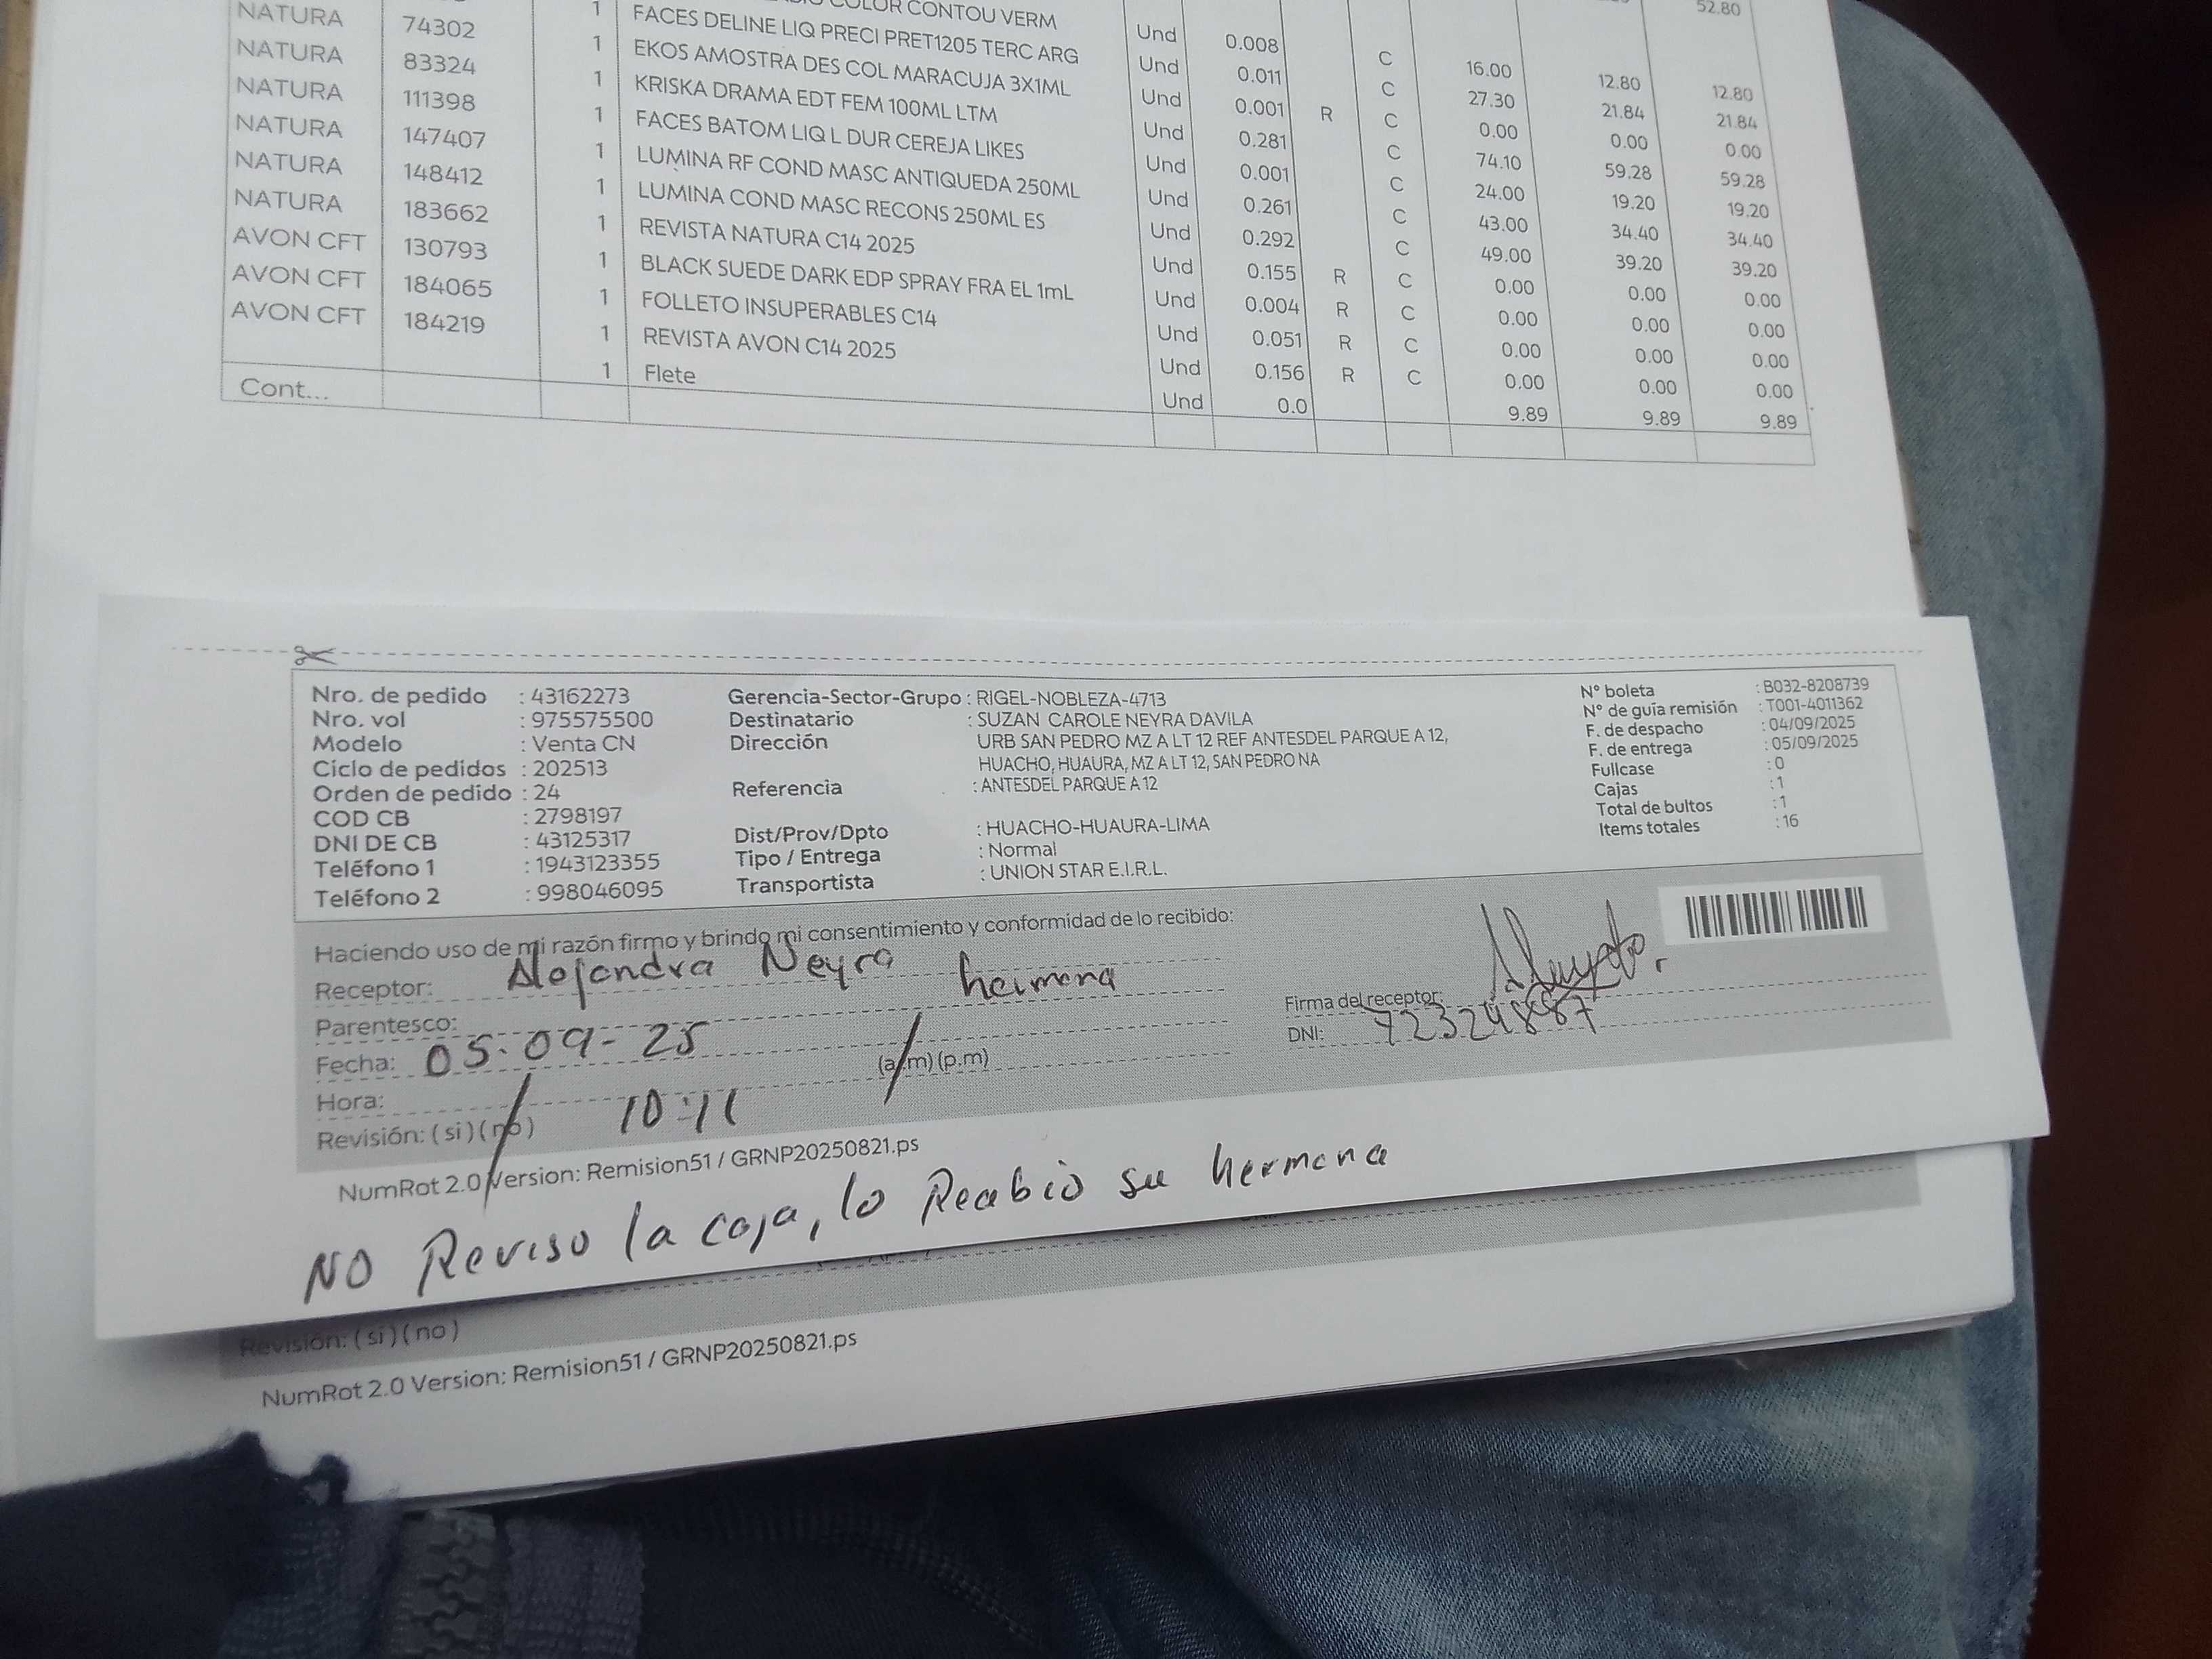 52.80
COLOR CONTOU VERM Und 0.008 C 16.00 12.80 12.80
1 FACES DELINE LIQ PRECI PRET1205 TERC ARG Und 0.011 C 27.30 21.84 21.84
NATURA 74302 1 EKOS AMOSTRA DES COL MARACUJA 3X1ML Und 0.001 R C 0.00 0.00 0.00
NATURA 83324 1 KRISKA DRAMA EDT FEM 100ML LTM Und 0.281 C 74.10 59.28 59.28
NATURA 111398 1 FACES BATOM LIQ L DUR CEREJA LIKES Und 0.001 C 24.00 19.20 19.20
NATURA 147407 1 LUMINA RF COND MASC ANTIQUEDA 250ML Und 0.261 C 43.00 34.40 34.40
NATURA 148412 1 LUMINA COND MASC RECONS 250ML ES Und 0.292 C 49.00 39.20 39.20
NATURA 183662 1 REVISTA NATURA C14 2025 Und 0.155 R C 0.00 0.00 0.00
AVON CFT 130793 1 BLACK SUEDE DARK EDP SPRAY FRA EL 1mL Und 0.004 R C 0.00 0.00 0.00
AVON CFT 184065 1 FOLLETO INSUPERABLES C14 Und 0.051 R C 0.00 0.00 0.00
AVON CFT 184219 1 REVISTA AVON C14 2025 Und 0.156 R C 0.00 0.00 0.00
1 Flete Und 0.0 9.89 9.89 9.89
Cont...
Nro. de pedido : 43162273 Gerencia-Sector-Grupo : RIGEL-NOBLEZA-4713 N° boleta : B032-8208739
Nro. vol : 975575500 Destinatario : SUZAN CAROLE NEYRA DAVILA N° de guía remisión : T001-4011362
Modelo : Venta CN Dirección URB SAN PEDRO MZ A LT 12 REF ANTESDEL PARQUE A 12, F. de despacho : 04/09/2025
Ciclo de pedidos : 202513 HUACHO, HUAURA, MZ A LT 12, SAN PEDRO NA F. de entrega : 05/09/2025
Orden de pedido : 24 Referencia : ANTESDEL PARQUE A 12 Fullcase : 0
COD CB : 2798197 Cajas : 1
DNI DE CB : 43125317 Dist/Prov/Dpto : HUACHO-HUAURA-LIMA Total de bultos : 1
Teléfono 1 : 1943123355 Tipo / Entrega : Normal Items totales : 16
Teléfono 2 : 998046095 Transportista : UNION STAR E.I.R.L.
Haciendo uso de mi razón firmo y brindo mi consentimiento y conformidad de lo recibido:
Receptor: Alejandra Neyra hermana
Parentesco: Firma del receptor:
Fecha: 05-09-25 (a.m) (p.m) DNI: 72324887
Hora: 10:11
Revisión: ( si ) ( no )
NumRot 2.0 Version: Remision51 / GRNP20250821.ps
NO Reviso la caja, lo Recibio su hermana
Revisión: ( si ) ( no )
NumRot 2.0 Version: Remision51 / GRNP20250821.ps